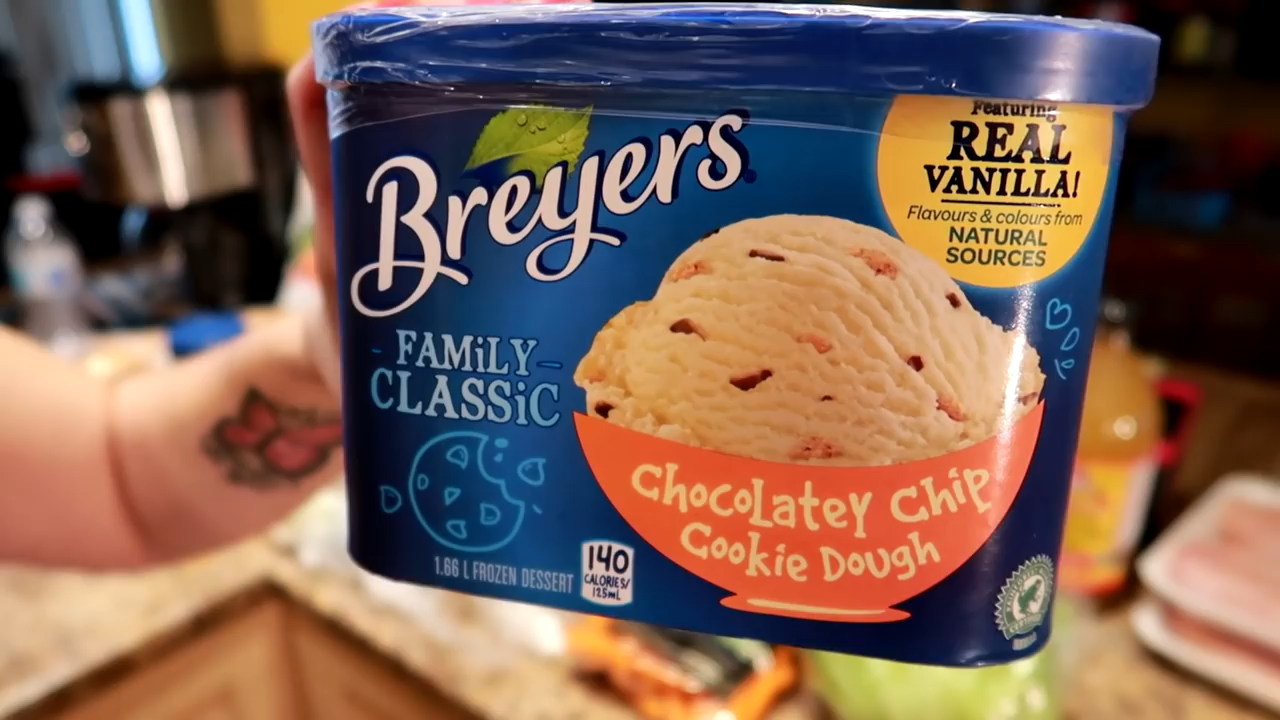 Featuring
REAL
VANILLA!
Flavours & colours from
NATURAL
SOURCES
Breyers
FAMiLY
CLASSiC
Chocolatey Chip
Cookie Dough
1.66 L FROZEN DESSERT
140
CALORIES/
125mL